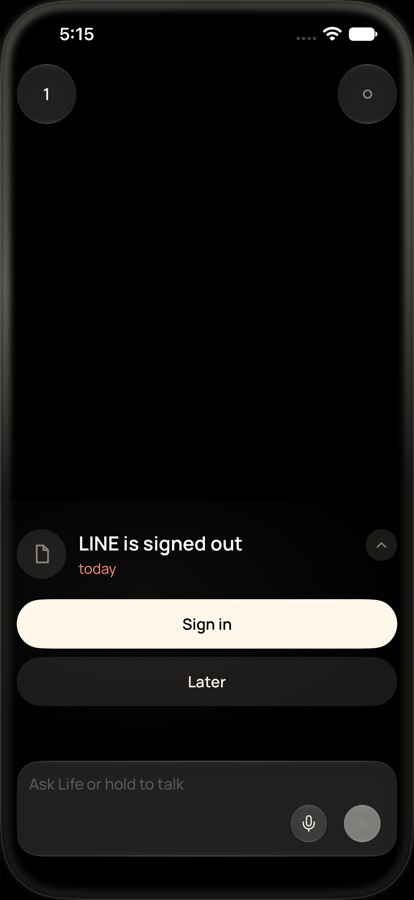 5:15
1
LINE is signed out
today
Sign in
Later
Ask Life or hold to talk